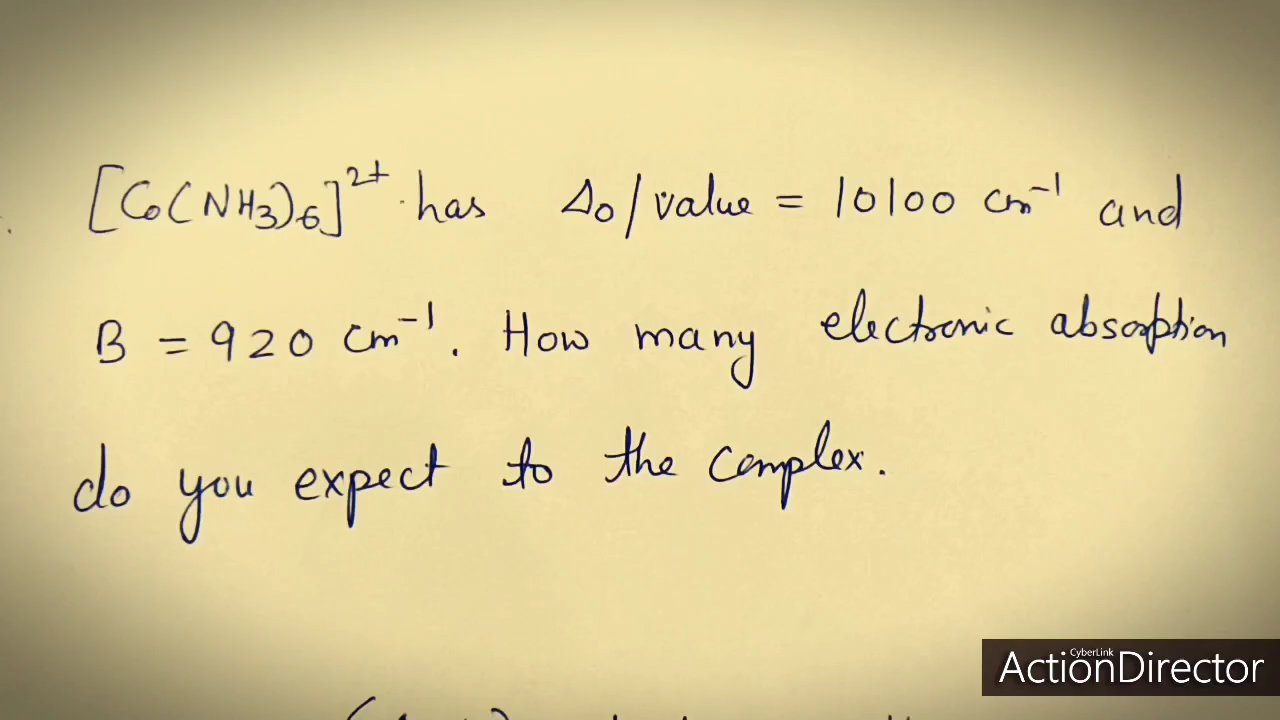 [Co(NH3)6]2+ has Δo/value = 10100 cm-1 and
B = 920 cm-1. How many electronic absorption
do you expect to the complex.
CyberLink
ActionDirector